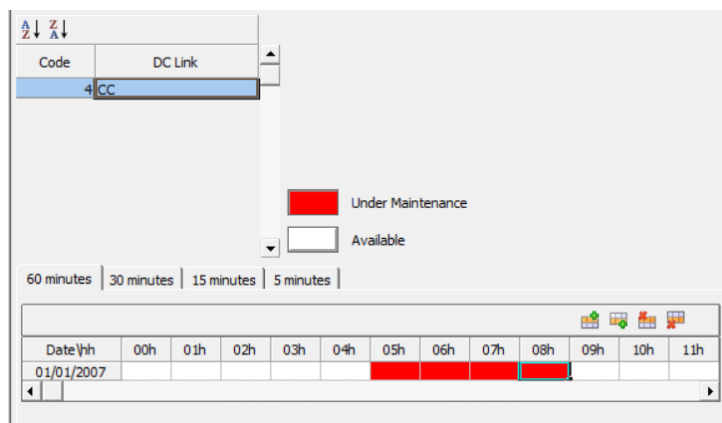 A Z Z A
Code DC Link
4 CC
Under Maintenance
Available
60 minutes 30 minutes 15 minutes 5 minutes
Date\hh 00h 01h 02h 03h 04h 05h 06h 07h 08h 09h 10h 11h
01/01/2007